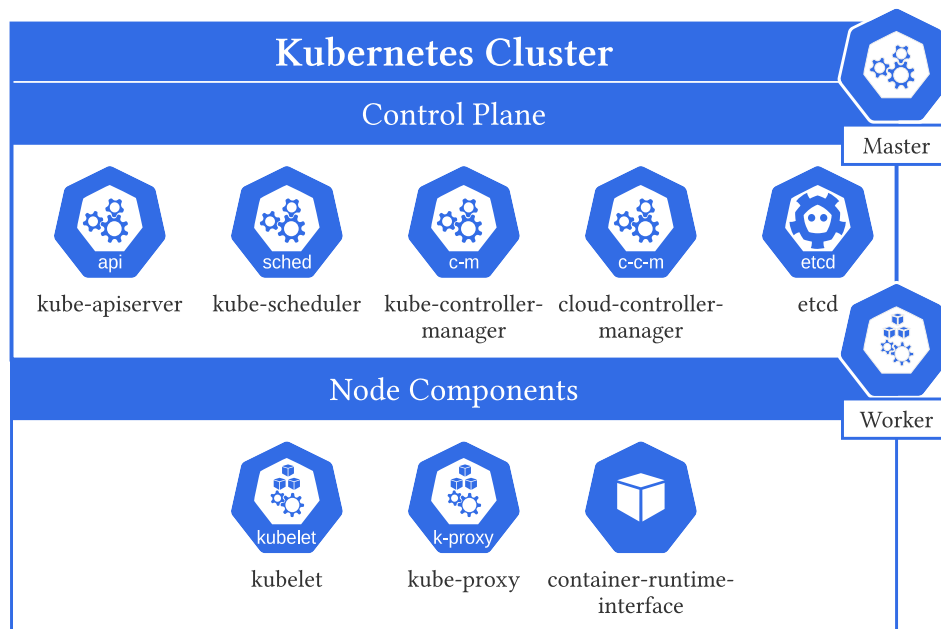 Kubernetes Cluster
Control Plane
Master
api
sched
c-m
c-c-m
etcd
kube-apiserver
kube-scheduler
kube-controller-
manager
cloud-controller-
manager
etcd
Node Components
Worker
kubelet
k-proxy
kubelet
kube-proxy
container-runtime-
interface